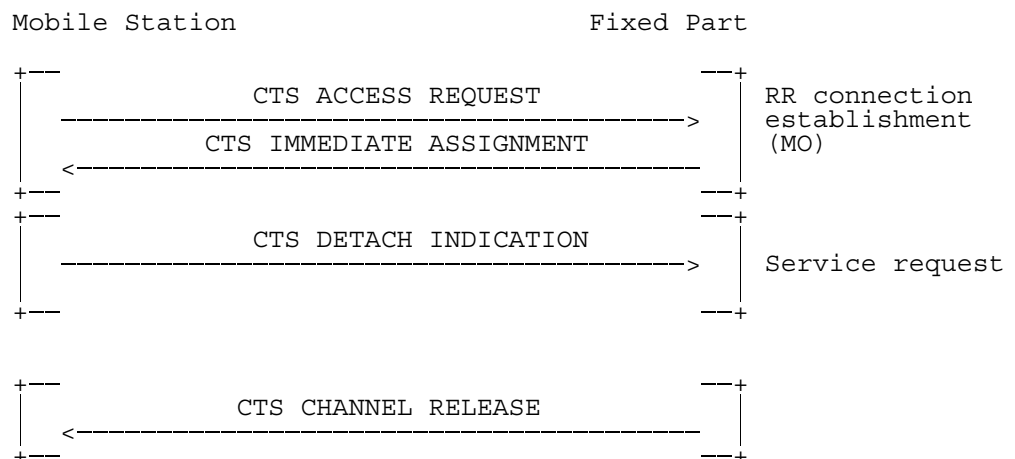 Mobile Station Fixed Part
CTS ACCESS REQUEST RR connection
establishment
CTS IMMEDIATE ASSIGNMENT (MO)
CTS DETACH INDICATION
Service request
CTS CHANNEL RELEASE